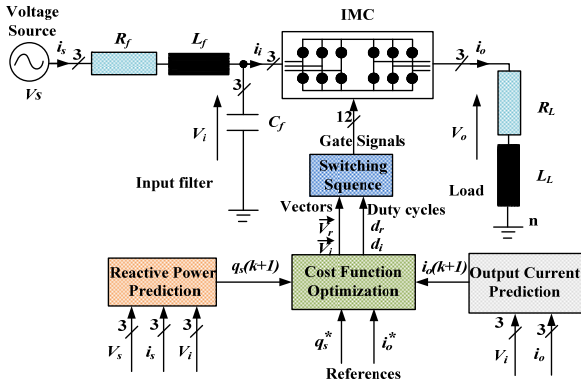 Voltage
Source
Vs
is
3
Rf
Lf
ii
3
3
Vi
Cf
Input filter
IMC
3
io
Vo
RL
LL
Load
n
12
Gate Signals
Switching
Squence
Vectors
Duty cycles
Vr
Vi
dr
di
Reactive Power
Prediction
qs(k+1)
Cost Function
Optimization
io(k+1)
Output Current
Prediction
3
3
3
Vs
is
Vi
qs*
io*
References
3
3
Vi
io